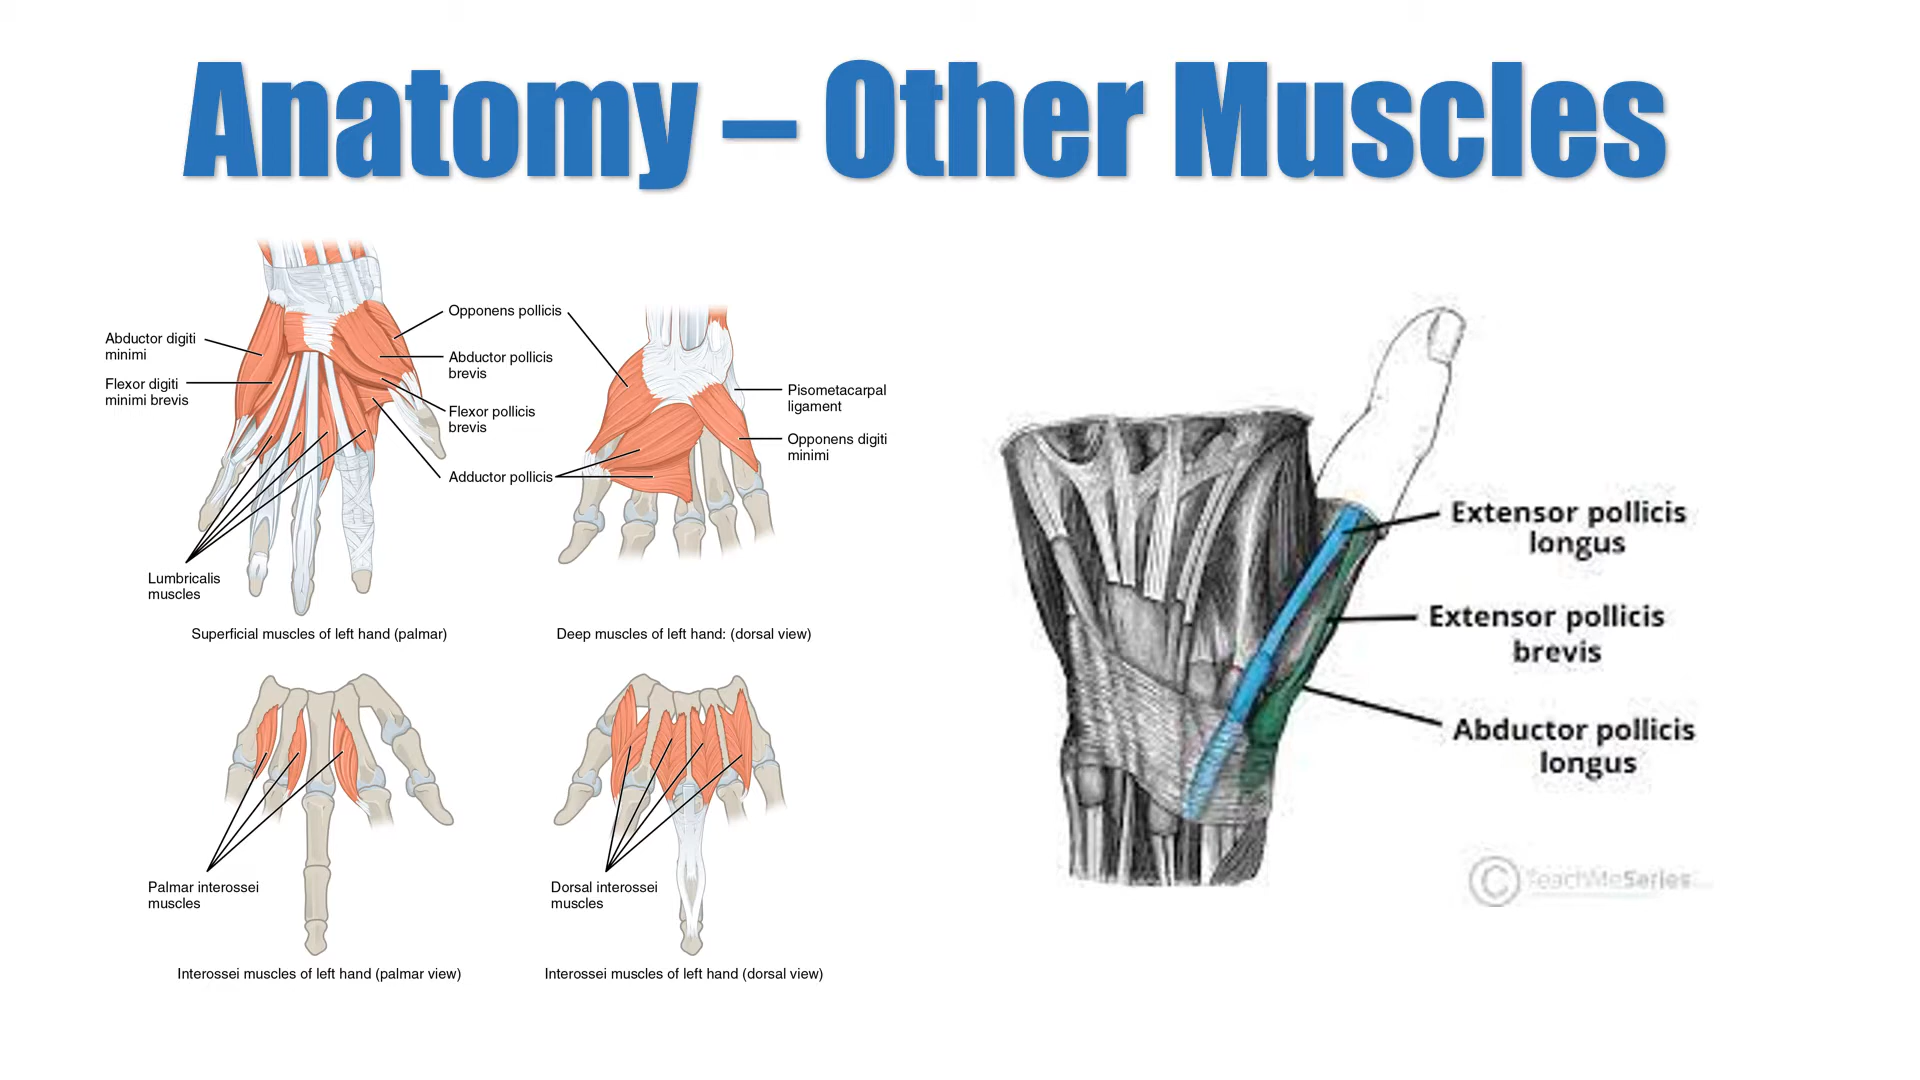 Anatomy – Other Muscles
Abductor digiti
minimi
Flexor digiti
minimi brevis
Lumbricalis
muscles
Opponens pollicis
Abductor pollicis
brevis
Flexor pollicis
brevis
Adductor pollicis
Pisometacarpal
ligament
Opponens digiti
minimi
Superficial muscles of left hand (palmar)
Deep muscles of left hand: (dorsal view)
Palmar interossei
muscles
Dorsal interossei
muscles
Interossei muscles of left hand (palmar view)
Interossei muscles of left hand (dorsal view)
Extensor pollicis
longus
Extensor pollicis
brevis
Abductor pollicis
longus
© TeachMeSeries